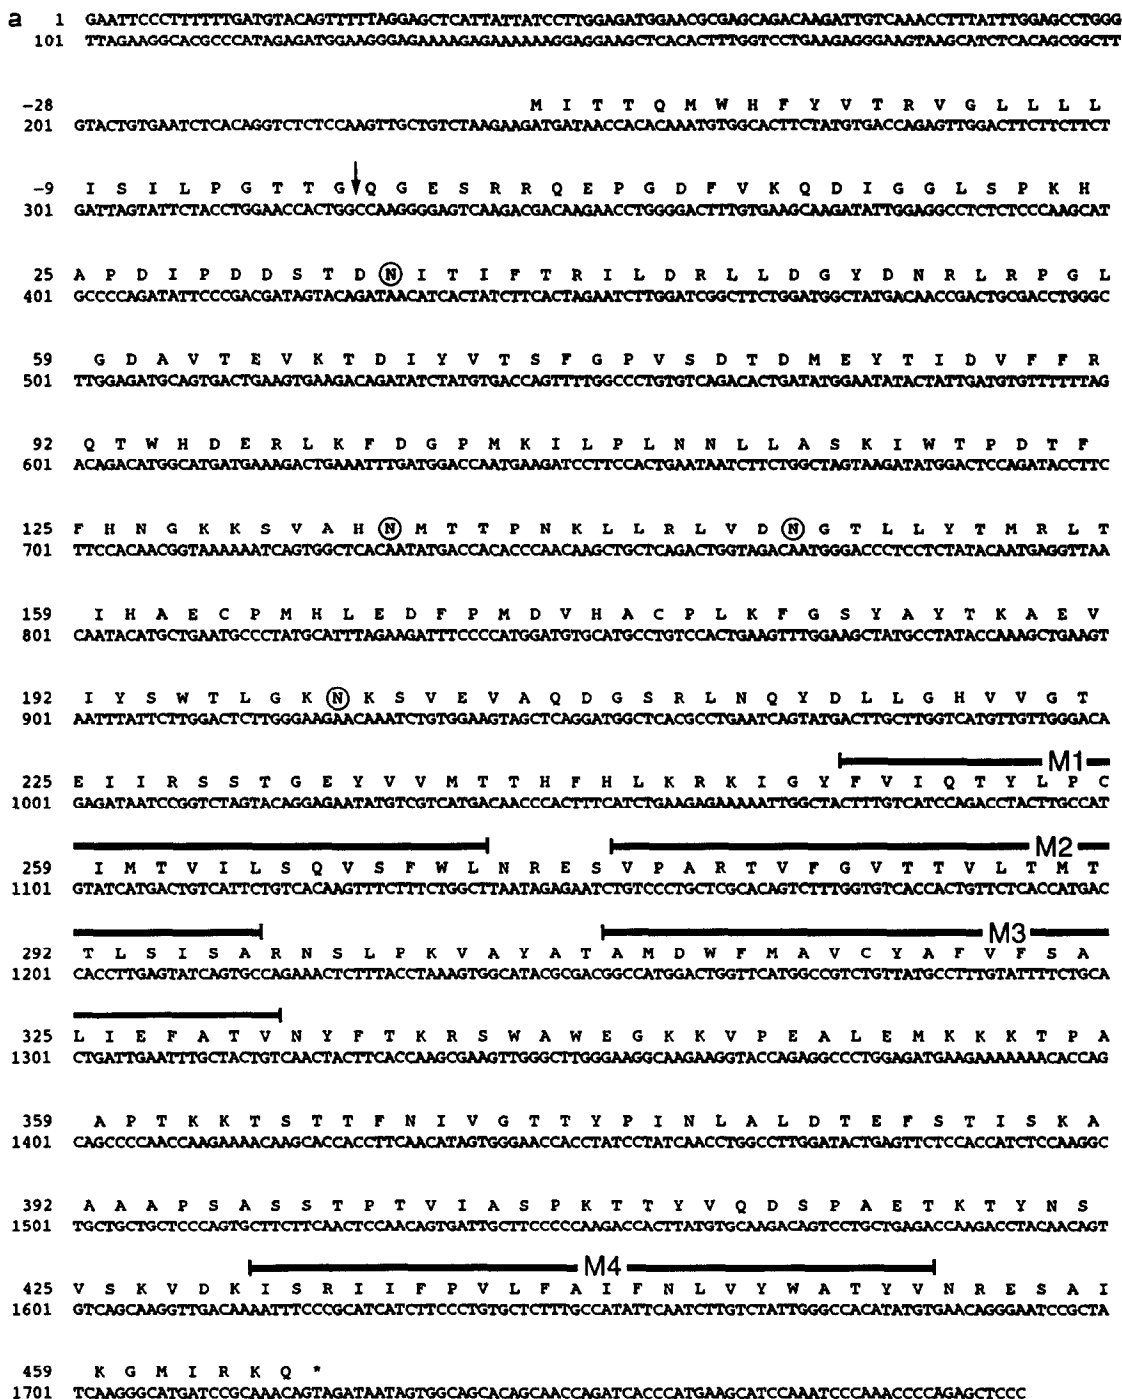 a
1 GAATTCCCTTTTTTGATGTACAGTTTTTAGGAGCTCATTATTATCCTTGGAGATGGAACGCGAGCAGACAAGATTGTCAAACCTTTATTTGGAGCCTGGG
101 TTAGAAGGCACGCCCATAGAGATGGAAGGGAGAAAAGAGAAAAAAGGAGGAAGCTCACACTTTGGTCCTGAAGAGGGAAGTAAGCATCTCACAGCGGCTT
-28 M I T T Q M W H F Y V T R V G L L L L
201 GTACTGTGAATCTCACAGGTCTCTCCAAGTTGCTGTCTAAGAAGATGATAACCACACAAATGTGGCACTTCTATGTGACCAGAGTTGGACTTCTTCTTCT
-9 I S I L P G T T G Q G E S R R Q E P G D F V K Q D I G G L S P K H
301 GATTAGTATTCTACCTGGAACCACTGGCCAAGGGGAGTCAAGACGACAAGAACCTGGGGACTTTGTGAAGCAAGATATTGGAGGCCTCTCTCCCAAGCAT
25 A P D I P D D S T D N I T I F T R I L D R L L D G Y D N R L R P G L
401 GCCCCAGATATTCCCGACGATAGTACAGATAACATCACTATCTTCACTAGAATCTTGGATCGGCTTCTGGATGGCTATGACAACCGACTGCGACCTGGGC
59 G D A V T E V K T D I Y V T S F G P V S D T D M E Y T I D V F F R
501 TTGGAGATGCAGTGACTGAAGTGAAGACAGATATCTATGTGACCAGTTTTGGCCCTGTGTCAGACACTGATATGGAATATACTATTGATGTGTTTTTTAG
92 Q T W H D E R L K F D G P M K I L P L N N L L A S K I W T P D T F
601 ACAGACATGGCATGATGAAAGACTGAAATTTGATGGACCAATGAAGATCCTTCCACTGAATAATCTTCTGGCTAGTAAGATATGGACTCCAGATACCTTC
125 F H N G K K S V A H N M T T P N K L L R L V D N G T L L Y T M R L T
701 TTCCACAACGGTAAAAAATCAGTGGCTCACAATATGACCACACCCAACAAGCTGCTCAGACTGGTAGACAATGGGACCCTCCTCTATACAATGAGGTTAA
159 I H A E C P M H L E D F P M D V H A C P L K F G S Y A Y T K A E V
801 CAATACATGCTGAATGCCCTATGCATTTAGAAGATTTCCCCATGGATGTGCATGCCTGTCCACTGAAGTTTGGAAGCTATGCCTATACCAAAGCTGAAGT
192 I Y S W T L G K N K S V E V A Q D G S R L N Q Y D L L G H V V G T
901 AATTTATTCTTGGACTCTTGGGAAGAACAAATCTGTGGAAGTAGCTCAGGATGGCTCACGCCTGAATCAGTATGACTTGCTTGGTCATGTTGTTGGGACA
M1
225 E I I R S S T G E Y V V M T T H F H L K R K I G Y F V I Q T Y L P C
1001 GAGATAATCCGGTCTAGTACAGGAGAATATGTCGTCATGACAACCCACTTTCATCTGAAGAGAAAAATTGGCTACTTTGTCATCCAGACCTACTTGCCAT
M2
259 I M T V I L S Q V S F W L N R E S V P A R T V F G V T T V L T M T
1101 GTATCATGACTGTCATTCTGTCACAAGTTTCTTTCTGGCTTAATAGAGAATCTGTCCCTGCTCGCACAGTCTTTGGTGTCACCACTGTTCTCACCATGAC
M3
292 T L S I S A R N S L P K V A Y A T A M D W F M A V C Y A F V F S A
1201 CACCTTGAGTATCAGTGCCAGAAACTCTTTACCTAAAGTGGCATACGCGACGGCCATGGACTGGTTCATGGCCGTCTGTTATGCCTTTGTATTTTCTGCA
325 L I E F A T V N Y F T K R S W A W E G K K V P E A L E M K K K T P A
1301 CTGATTGAATTTGCTACTGTCAACTACTTCACCAAGCGAAGTTGGGCTTGGGAAGGCAAGAAGGTACCAGAGGCCCTGGAGATGAAGAAAAAAACACCAG
359 A P T K K T S T T F N I V G T T Y P I N L A L D T E F S T I S K A
1401 CAGCCCCAACCAAGAAAACAAGCACCACCTTCAACATAGTGGGAACCACCTATCCTATCAACCTGGCCTTGGATACTGAGTTCTCCACCATCTCCAAGGC
392 A A A P S A S S T P T V I A S P K T T Y V Q D S P A E T K T Y N S
1501 TGCTGCTGCTCCCAGTGCTTCTTCAACTCCAACAGTGATTGCTTCCCCCAAGACCACTTATGTGCAAGACAGTCCTGCTGAGACCAAGACCTACAACAGT
M4
425 V S K V D K I S R I I F P V L F A I F N L V Y W A T Y V N R E S A I
1601 GTCAGCAAGGTTGACAAAATTTCCCGCATCATCTTCCCTGTGCTCTTTGCCATATTCAATCTTGTCTATTGGGCCACATATGTGAACAGGGAATCCGCTA
459 K G M I R K Q *
1701 TCAAGGGCATGATCCGCAAACAGTAGATAATAGTGGCAGCACAGCAACCAGATCACCCATGAAGCATCCAAATCCCAAACCCCAGAGCTCCC